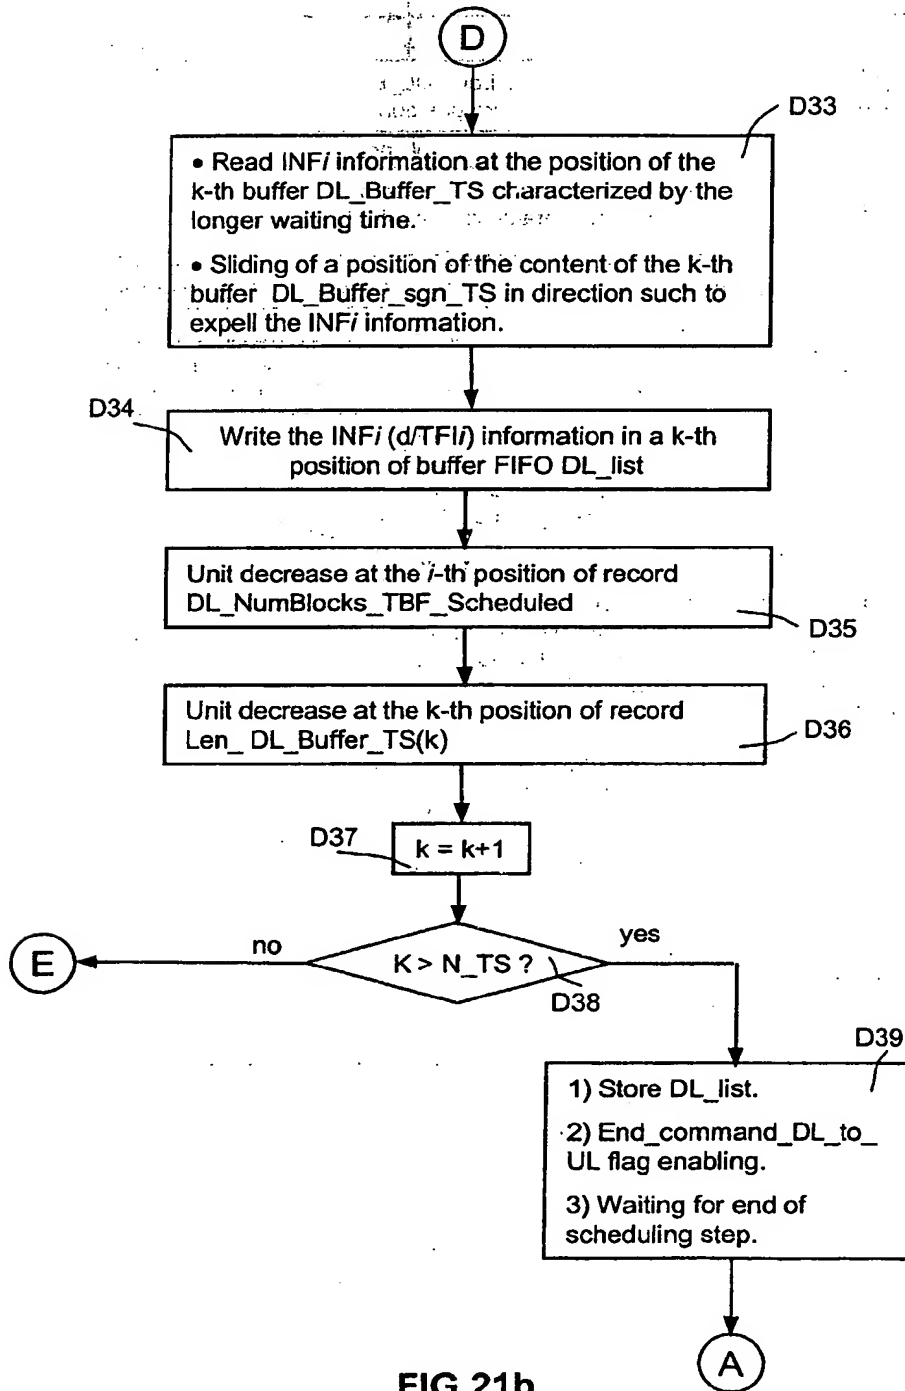 D
D33
• Read INFi information at the position of the
k-th buffer DL_Buffer_TS characterized by the
longer waiting time.
• Sliding of a position of the content of the k-th
buffer DL_Buffer_sgn_TS in direction such to
expell the INFi information.
D34
Write the INFi (d/TFIi) information in a k-th
position of buffer FIFO DL_list
Unit decrease at the i-th position of record
DL_NumBlocks_TBF_Scheduled
D35
Unit decrease at the k-th position of record
Len_ DL_Buffer_TS(k)
D36
D37
k = k+1
no
yes
E
K > N_TS ?
D38
D39
1) Store DL_list.
2) End_command_DL_to_
UL flag enabling.
3) Waiting for end of
scheduling step.
A
FIG.21b